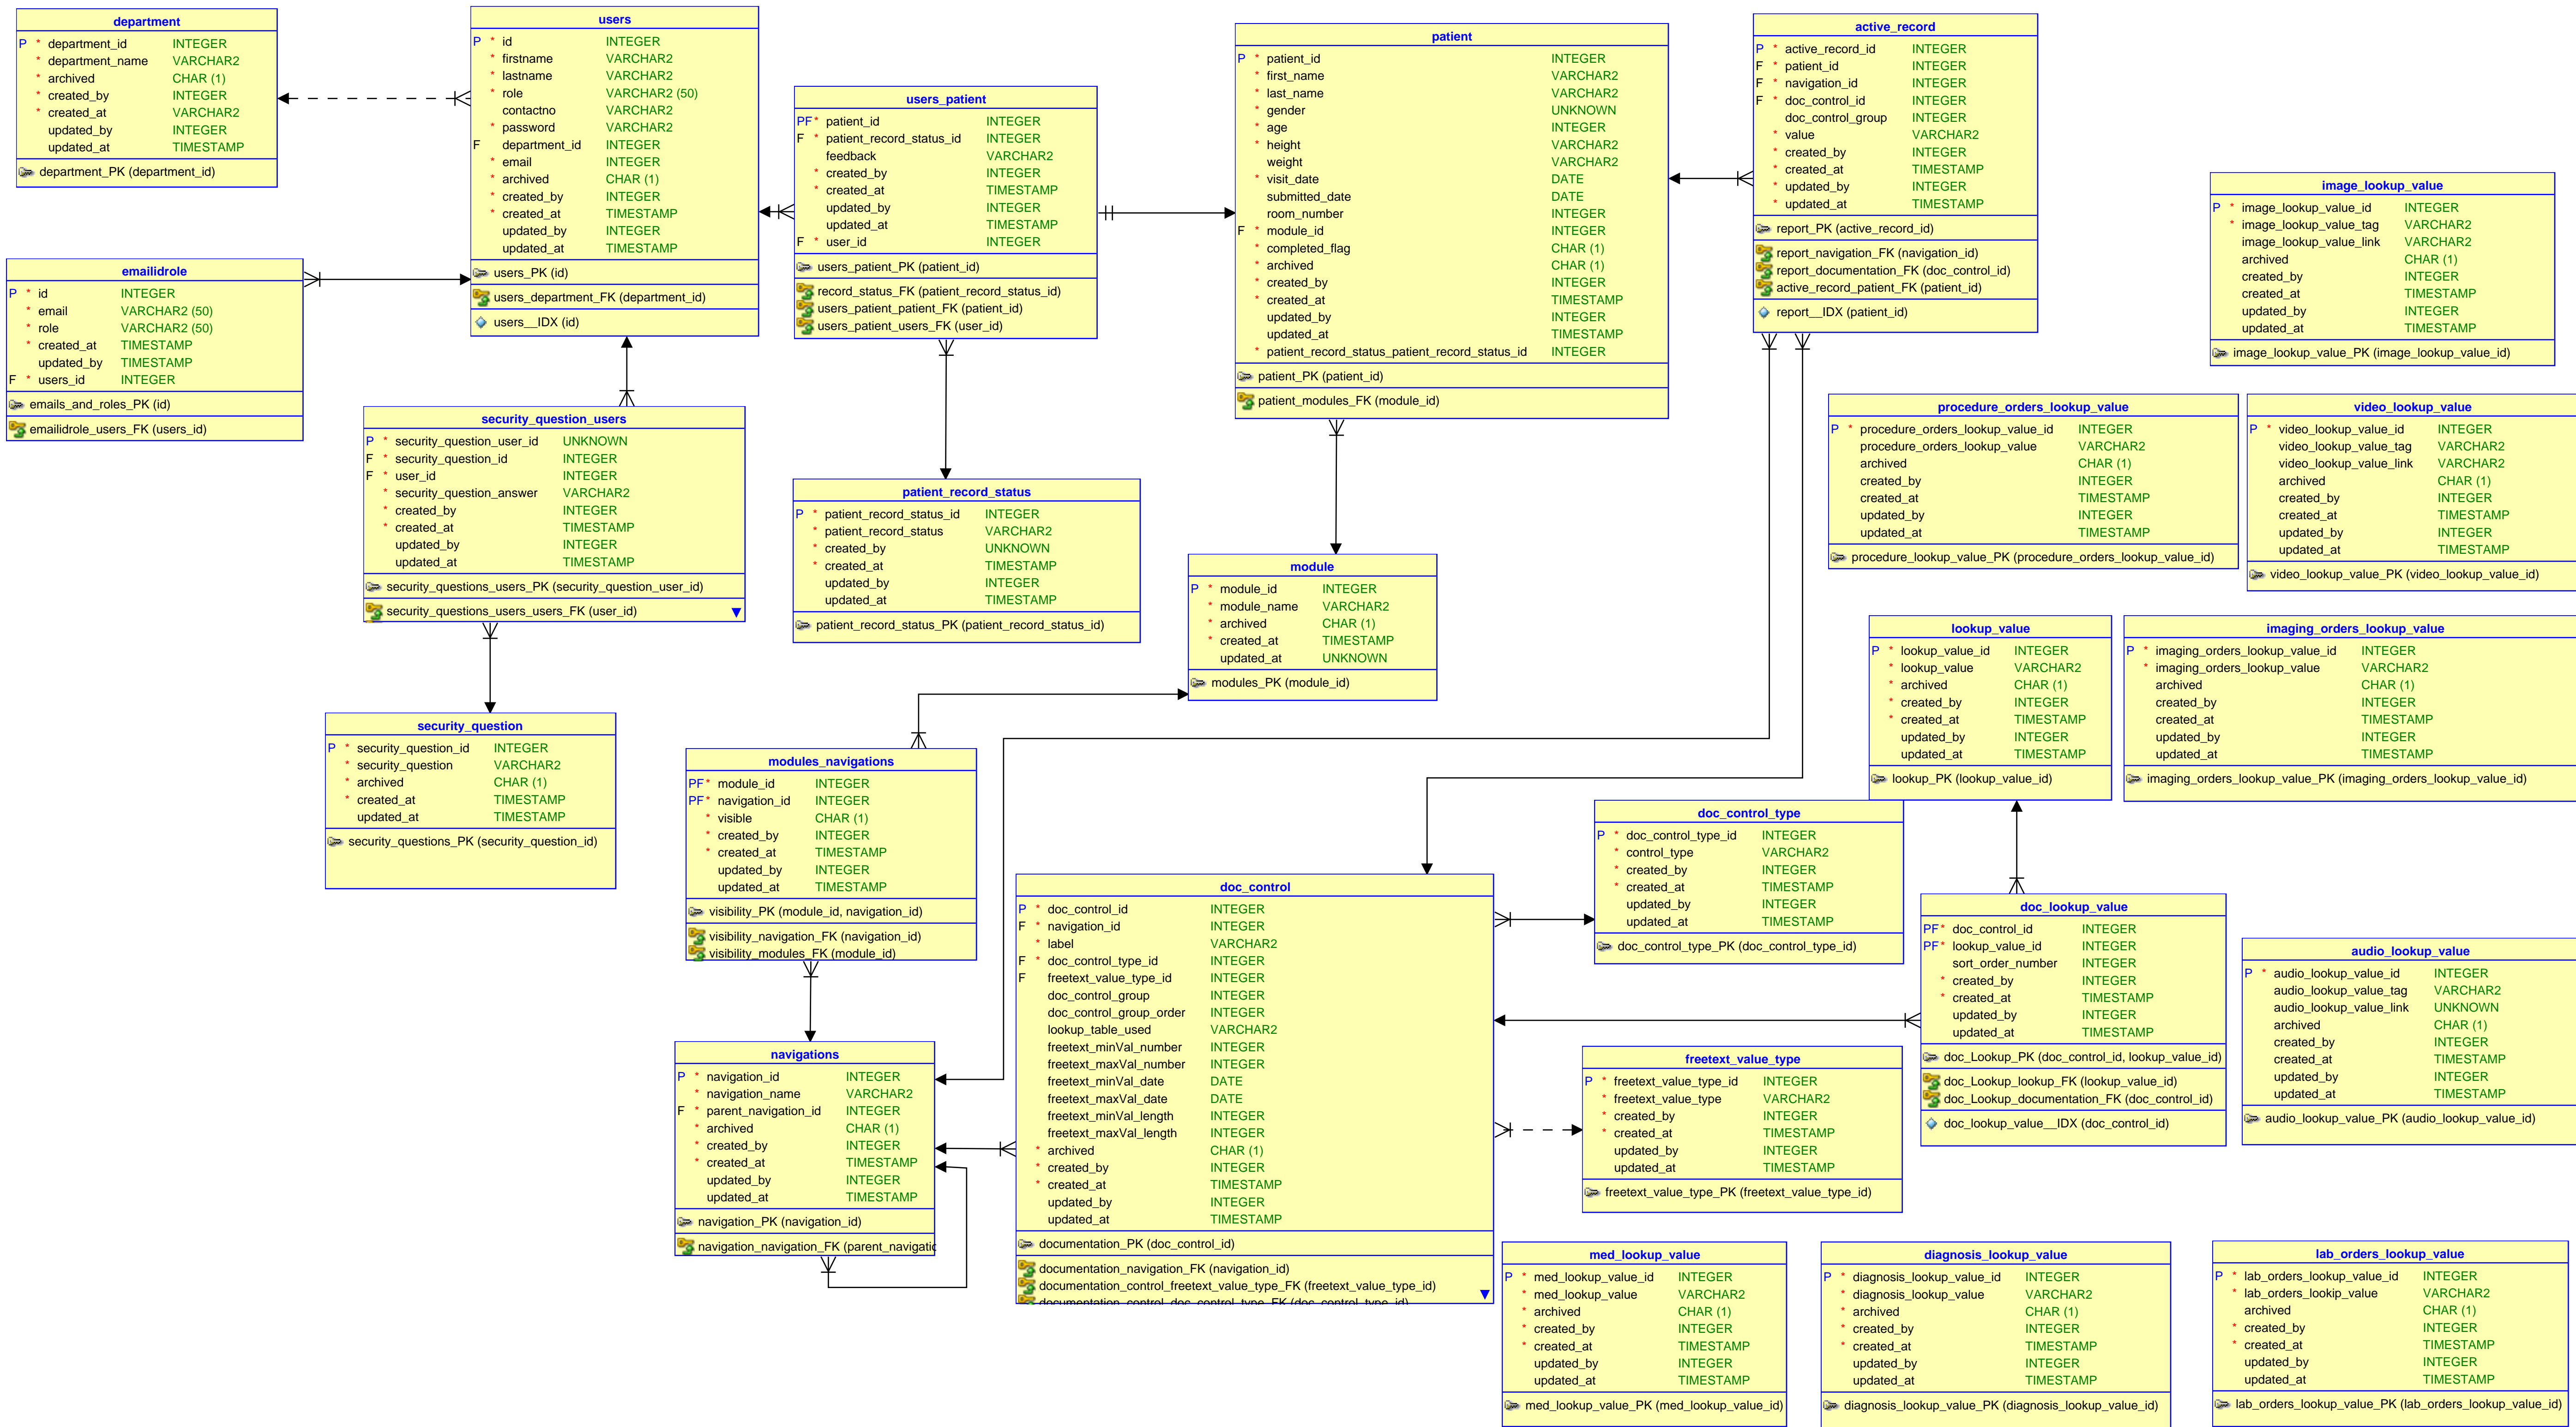 department
P * department_id INTEGER
* department_name VARCHAR2
* archived CHAR (1)
* created_by INTEGER
* created_at VARCHAR2
updated_by INTEGER
updated_at TIMESTAMP
department_PK (department_id)
users
P * id INTEGER
* firstname VARCHAR2
* lastname VARCHAR2
* role VARCHAR2 (50)
contactno VARCHAR2
* password VARCHAR2
F department_id INTEGER
* email INTEGER
* archived CHAR (1)
* created_by INTEGER
* created_at TIMESTAMP
updated_by INTEGER
updated_at TIMESTAMP
users_PK (id)
users_department_FK (department_id)
users__IDX (id)
users_patient
PF* patient_id INTEGER
F * patient_record_status_id INTEGER
feedback VARCHAR2
* created_by INTEGER
* created_at TIMESTAMP
updated_by INTEGER
updated_at TIMESTAMP
F * user_id INTEGER
users_patient_PK (patient_id)
record_status_FK (patient_record_status_id)
users_patient_patient_FK (patient_id)
users_patient_users_FK (user_id)
patient
P * patient_id INTEGER
* first_name VARCHAR2
* last_name VARCHAR2
* gender UNKNOWN
* age INTEGER
* height VARCHAR2
weight VARCHAR2
* visit_date DATE
submitted_date DATE
room_number INTEGER
F * module_id INTEGER
* completed_flag CHAR (1)
* archived CHAR (1)
* created_by INTEGER
* created_at TIMESTAMP
updated_by INTEGER
updated_at TIMESTAMP
* patient_record_status_patient_record_status_id INTEGER
patient_PK (patient_id)
patient_modules_FK (module_id)
active_record
P * active_record_id INTEGER
F * patient_id INTEGER
F * navigation_id INTEGER
F * doc_control_id INTEGER
doc_control_group INTEGER
* value VARCHAR2
* created_by INTEGER
* created_at TIMESTAMP
* updated_by INTEGER
* updated_at TIMESTAMP
report_PK (active_record_id)
report_navigation_FK (navigation_id)
report_documentation_FK (doc_control_id)
active_record_patient_FK (patient_id)
report__IDX (patient_id)
image_lookup_value
P * image_lookup_value_id INTEGER
* image_lookup_value_tag VARCHAR2
image_lookup_value_link VARCHAR2
archived CHAR (1)
created_by INTEGER
created_at TIMESTAMP
updated_by INTEGER
updated_at TIMESTAMP
image_lookup_value_PK (image_lookup_value_id)
emailidrole
P * id INTEGER
* email VARCHAR2 (50)
* role VARCHAR2 (50)
* created_at TIMESTAMP
updated_by TIMESTAMP
F * users_id INTEGER
emails_and_roles_PK (id)
emailidrole_users_FK (users_id)
security_question_users
P * security_question_user_id UNKNOWN
F * security_question_id INTEGER
F * user_id INTEGER
* security_question_answer VARCHAR2
* created_by INTEGER
* created_at TIMESTAMP
updated_by INTEGER
updated_at TIMESTAMP
security_questions_users_PK (security_question_user_id)
security_questions_users_users_FK (user_id)
patient_record_status
P * patient_record_status_id INTEGER
* patient_record_status VARCHAR2
* created_by UNKNOWN
* created_at TIMESTAMP
updated_by INTEGER
updated_at TIMESTAMP
patient_record_status_PK (patient_record_status_id)
module
P * module_id INTEGER
* module_name VARCHAR2
* archived CHAR (1)
* created_at TIMESTAMP
updated_at UNKNOWN
modules_PK (module_id)
procedure_orders_lookup_value
P * procedure_orders_lookup_value_id INTEGER
procedure_orders_lookup_value VARCHAR2
archived CHAR (1)
created_by INTEGER
created_at TIMESTAMP
updated_by INTEGER
updated_at TIMESTAMP
procedure_lookup_value_PK (procedure_orders_lookup_value_id)
video_lookup_value
P * video_lookup_value_id INTEGER
video_lookup_value_tag VARCHAR2
video_lookup_value_link VARCHAR2
archived CHAR (1)
created_by INTEGER
created_at TIMESTAMP
updated_by INTEGER
updated_at TIMESTAMP
video_lookup_value_PK (video_lookup_value_id)
security_question
P * security_question_id INTEGER
* security_question VARCHAR2
* archived CHAR (1)
* created_at TIMESTAMP
updated_at TIMESTAMP
security_questions_PK (security_question_id)
modules_navigations
PF* module_id INTEGER
PF* navigation_id INTEGER
* visible CHAR (1)
* created_by INTEGER
* created_at TIMESTAMP
updated_by INTEGER
updated_at TIMESTAMP
visibility_PK (module_id, navigation_id)
visibility_navigation_FK (navigation_id)
visibility_modules_FK (module_id)
lookup_value
P * lookup_value_id INTEGER
* lookup_value VARCHAR2
* archived CHAR (1)
* created_by INTEGER
* created_at TIMESTAMP
updated_by INTEGER
updated_at TIMESTAMP
lookup_PK (lookup_value_id)
imaging_orders_lookup_value
P * imaging_orders_lookup_value_id INTEGER
* imaging_orders_lookup_value VARCHAR2
archived CHAR (1)
created_by INTEGER
created_at TIMESTAMP
updated_by INTEGER
updated_at TIMESTAMP
imaging_orders_lookup_value_PK (imaging_orders_lookup_value_id)
doc_control_type
P * doc_control_type_id INTEGER
* control_type VARCHAR2
* created_by INTEGER
* created_at TIMESTAMP
updated_by INTEGER
updated_at TIMESTAMP
doc_control_type_PK (doc_control_type_id)
doc_control
P * doc_control_id INTEGER
F * navigation_id INTEGER
* label VARCHAR2
F * doc_control_type_id INTEGER
F freetext_value_type_id INTEGER
doc_control_group INTEGER
doc_control_group_order INTEGER
lookup_table_used VARCHAR2
freetext_minVal_number INTEGER
freetext_maxVal_number INTEGER
freetext_minVal_date DATE
freetext_maxVal_date DATE
freetext_minVal_length INTEGER
freetext_maxVal_length INTEGER
* archived CHAR (1)
* created_by INTEGER
* created_at TIMESTAMP
updated_by INTEGER
updated_at TIMESTAMP
documentation_PK (doc_control_id)
documentation_navigation_FK (navigation_id)
documentation_control_freetext_value_type_FK (freetext_value_type_id)
documentation_control_doc_control_type_FK (doc_control_type_id)
doc_lookup_value
PF* doc_control_id INTEGER
PF* lookup_value_id INTEGER
sort_order_number INTEGER
* created_by INTEGER
* created_at TIMESTAMP
updated_by INTEGER
updated_at TIMESTAMP
doc_Lookup_PK (doc_control_id, lookup_value_id)
doc_Lookup_lookup_FK (lookup_value_id)
doc_Lookup_documentation_FK (doc_control_id)
doc_lookup_value__IDX (doc_control_id)
audio_lookup_value
P * audio_lookup_value_id INTEGER
audio_lookup_value_tag VARCHAR2
audio_lookup_value_link UNKNOWN
archived CHAR (1)
created_by INTEGER
created_at TIMESTAMP
updated_by INTEGER
updated_at TIMESTAMP
audio_lookup_value_PK (audio_lookup_value_id)
navigations
P * navigation_id INTEGER
* navigation_name VARCHAR2
F * parent_navigation_id INTEGER
* archived CHAR (1)
* created_by INTEGER
* created_at TIMESTAMP
updated_by INTEGER
updated_at TIMESTAMP
navigation_PK (navigation_id)
navigation_navigation_FK (parent_navigatic
freetext_value_type
P * freetext_value_type_id INTEGER
* freetext_value_type VARCHAR2
* created_by INTEGER
* created_at TIMESTAMP
updated_by INTEGER
updated_at TIMESTAMP
freetext_value_type_PK (freetext_value_type_id)
med_lookup_value
P * med_lookup_value_id INTEGER
* med_lookup_value VARCHAR2
* archived CHAR (1)
* created_by INTEGER
* created_at TIMESTAMP
updated_by INTEGER
updated_at TIMESTAMP
med_lookup_value_PK (med_lookup_value_id)
diagnosis_lookup_value
P * diagnosis_lookup_value_id INTEGER
* diagnosis_lookup_value VARCHAR2
* archived CHAR (1)
* created_by INTEGER
* created_at TIMESTAMP
updated_by INTEGER
updated_at TIMESTAMP
diagnosis_lookup_value_PK (diagnosis_lookup_value_id)
lab_orders_lookup_value
P * lab_orders_lookup_value_id INTEGER
* lab_orders_lookip_value VARCHAR2
archived CHAR (1)
* created_by INTEGER
* created_at TIMESTAMP
updated_by INTEGER
updated_at TIMESTAMP
lab_orders_lookup_value_PK (lab_orders_lookup_value_id)